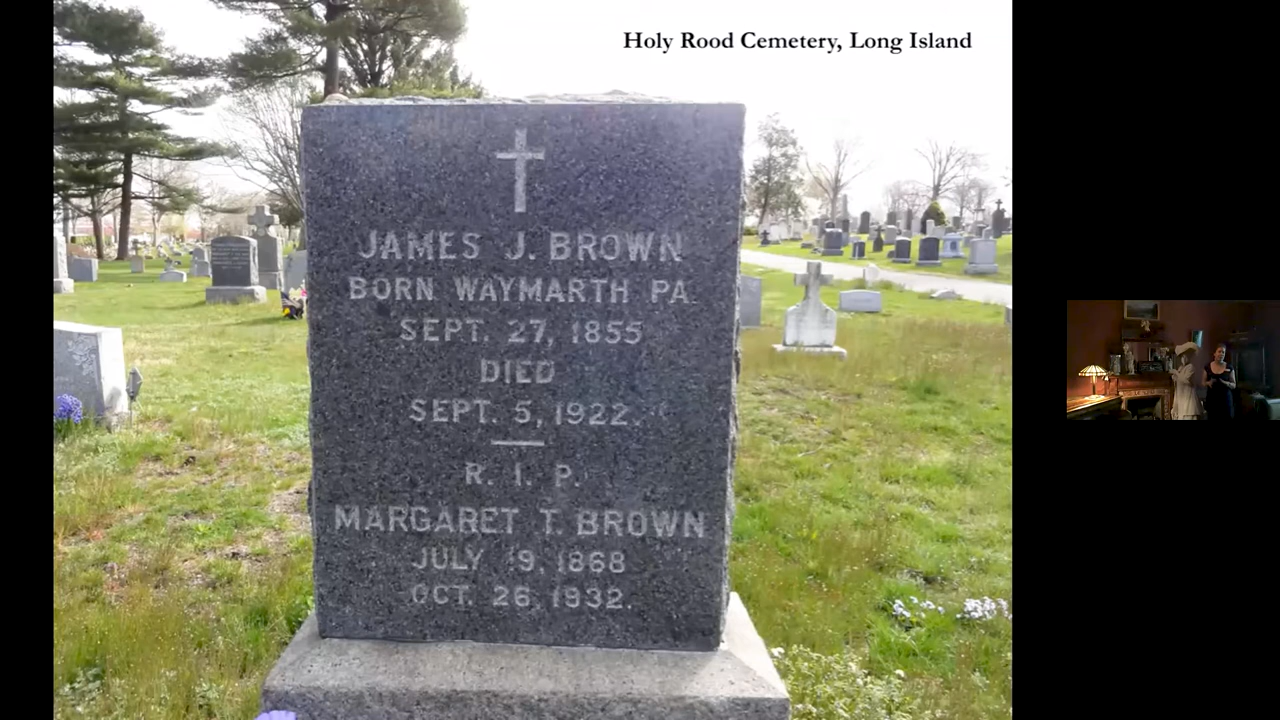 Holy Rood Cemetery, Long Island
JAMES J. BROWN
BORN WAYMARTH PA.
SEPT. 27, 1855
DIED
SEPT. 5, 1922.
R. I. P.
MARGARET T. BROWN
JULY 19, 1868
OCT. 26, 1932.